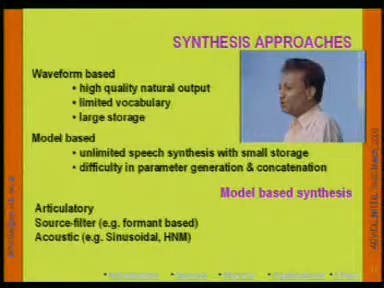 SYNTHESIS APPROACHES
Waveform based
• high quality natural output
• limited vocabulary
• large storage
Model based
• unlimited speech synthesis with small storage
• difficulty in parameter generation & concatenation
Model based synthesis
Articulatory
Source-filter (e.g. formant based)
Acoustic (e.g. Sinusoidal, HNM)